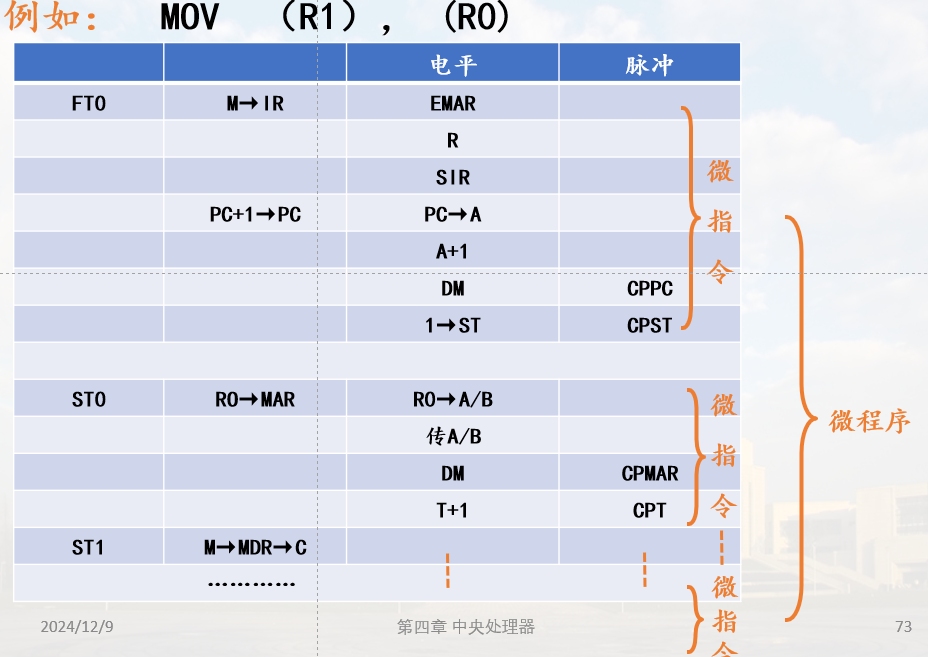 例如： MOV （R1）， (R0)
电平 脉冲
FT0 M→IR EMAR
R
SIR
PC+1→PC PC→A
A+1
DM CPPC
1→ST CPST
微
指
令
ST0 R0→MAR R0→A/B
传A/B
DM CPMAR
T+1 CPT
微
指
令
ST1 M→MDR→C
…………
微
指
令
微程序
2024/12/9 第四章 中央处理器 73